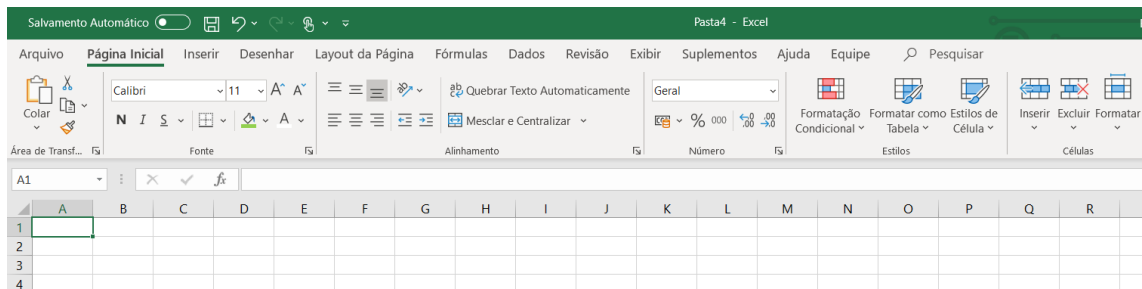 Salvamento Automático
Pasta4 - Excel
Arquivo Página Inicial Inserir Desenhar Layout da Página Fórmulas Dados Revisão Exibir Suplementos Ajuda Equipe Pesquisar
Colar
Área de Transf...
Calibri 11 A A
N I S A
Fonte
ab Quebrar Texto Automaticamente
Mesclar e Centralizar
Alinhamento
Geral
% 000
Número
Formatação Condicional
Formatar como Tabela
Estilos de Célula
Estilos
Inserir Excluir Formatar
Células
A1 fx
A B C D E F G H I J K L M N O P Q R
1
2
3
4